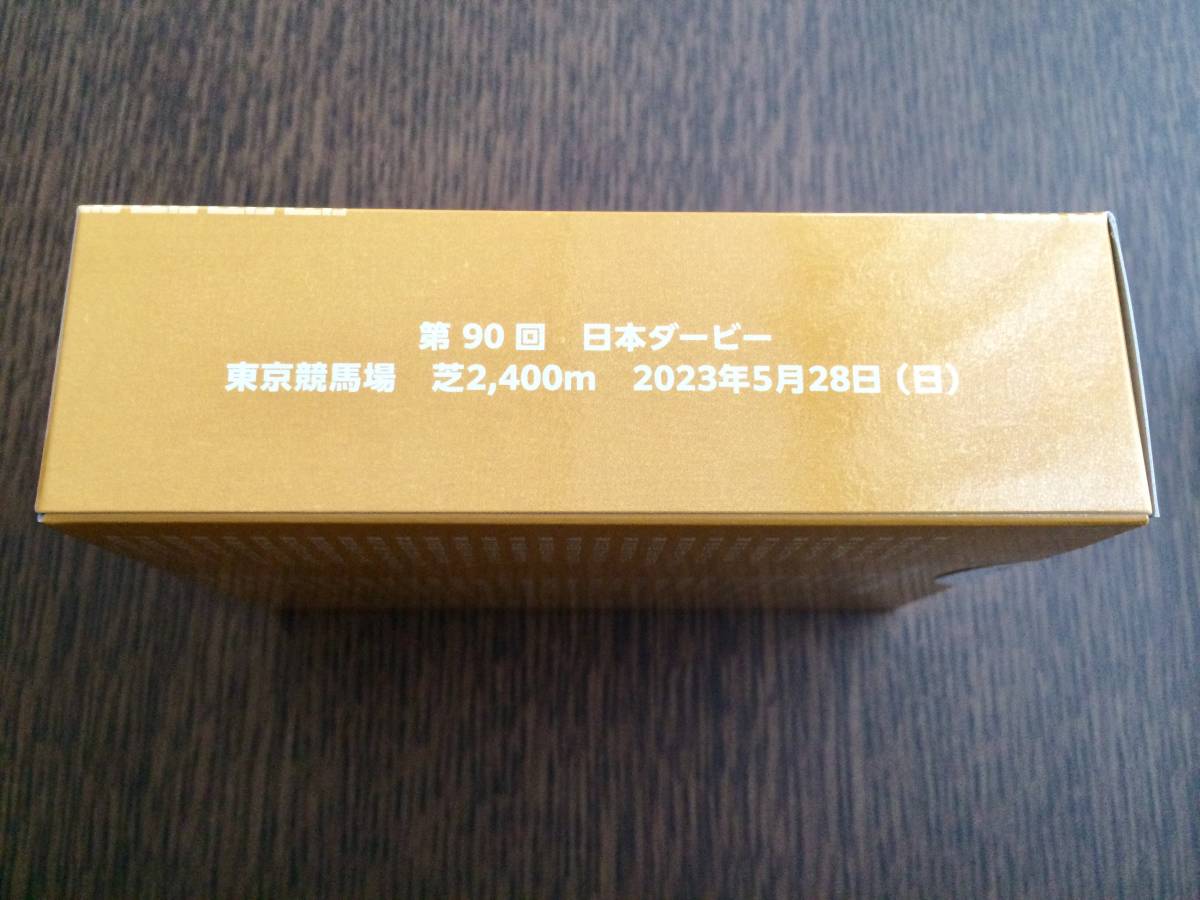 第 90 回　日本ダービー
東京競馬場　芝2,400m　2023年5月28日（日）